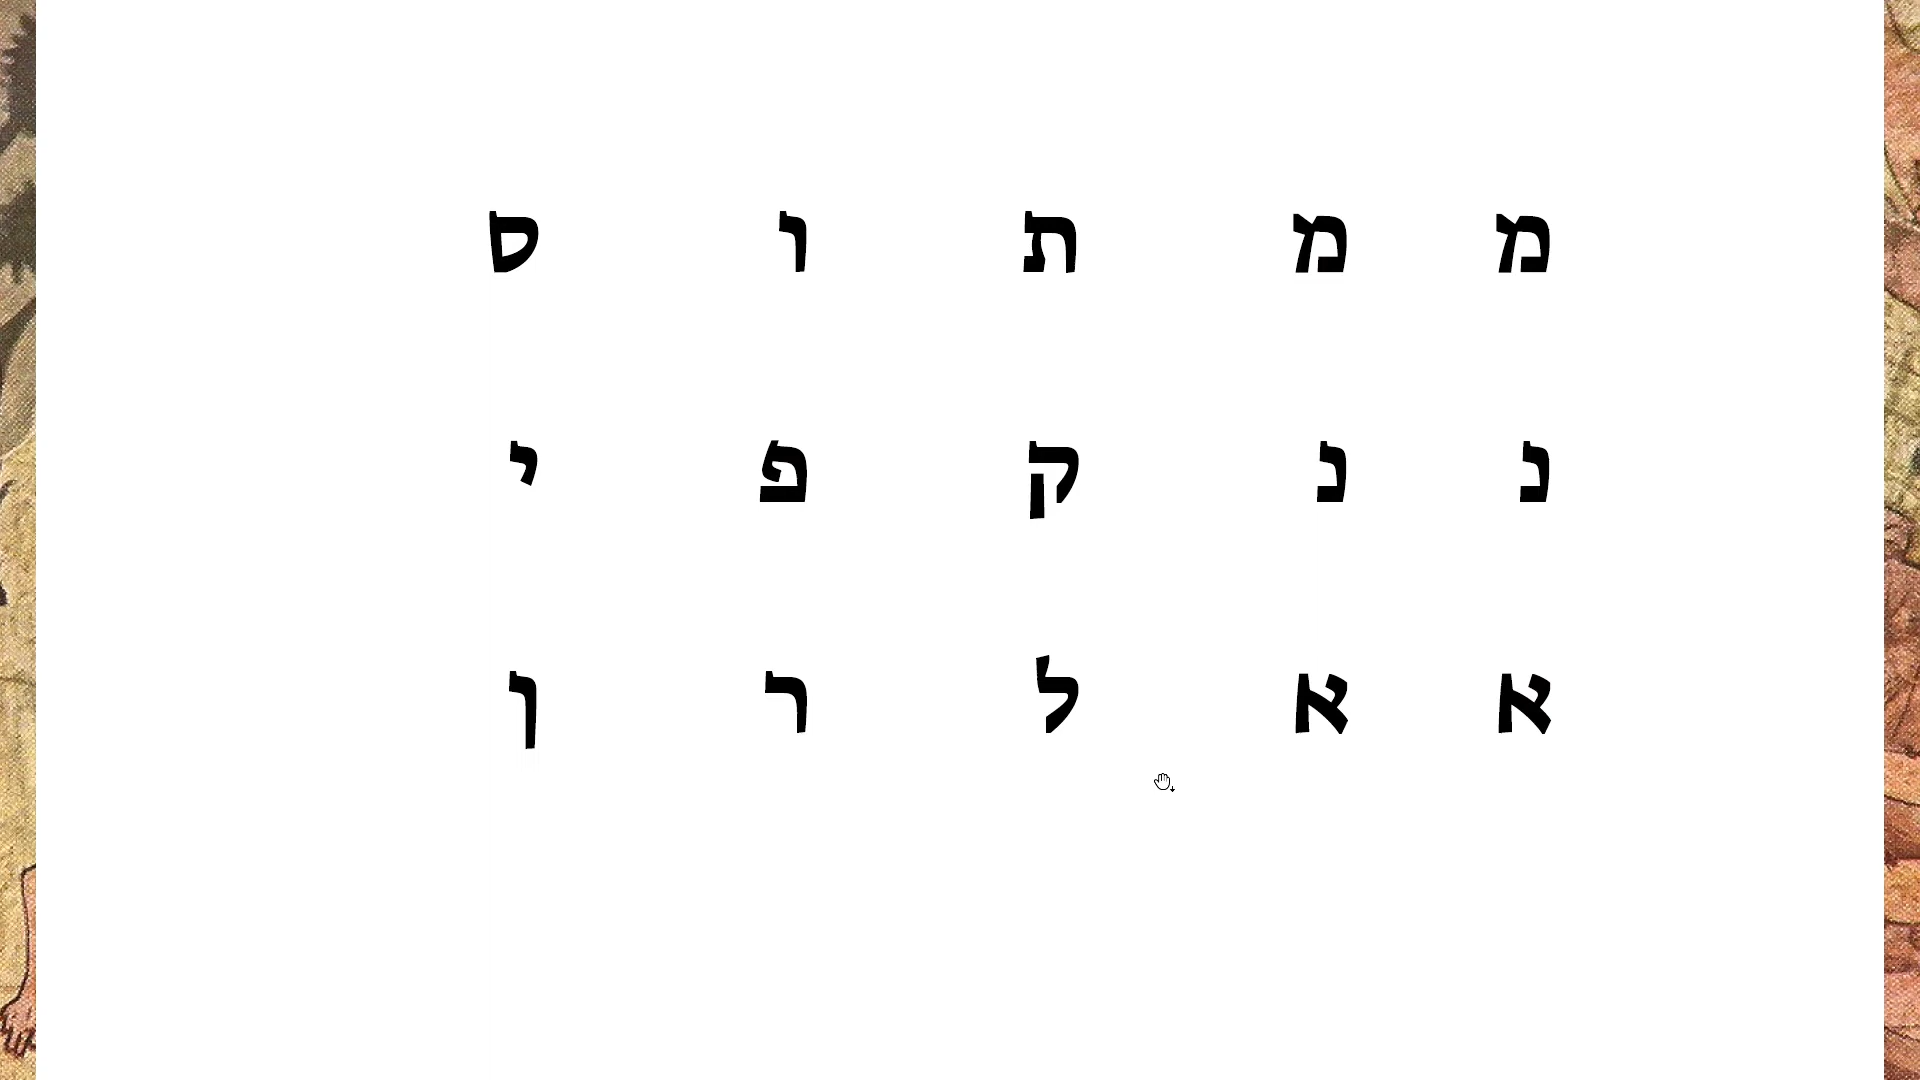 מ מ ת ו ס
נ נ ק פ י
א א ל ר ן